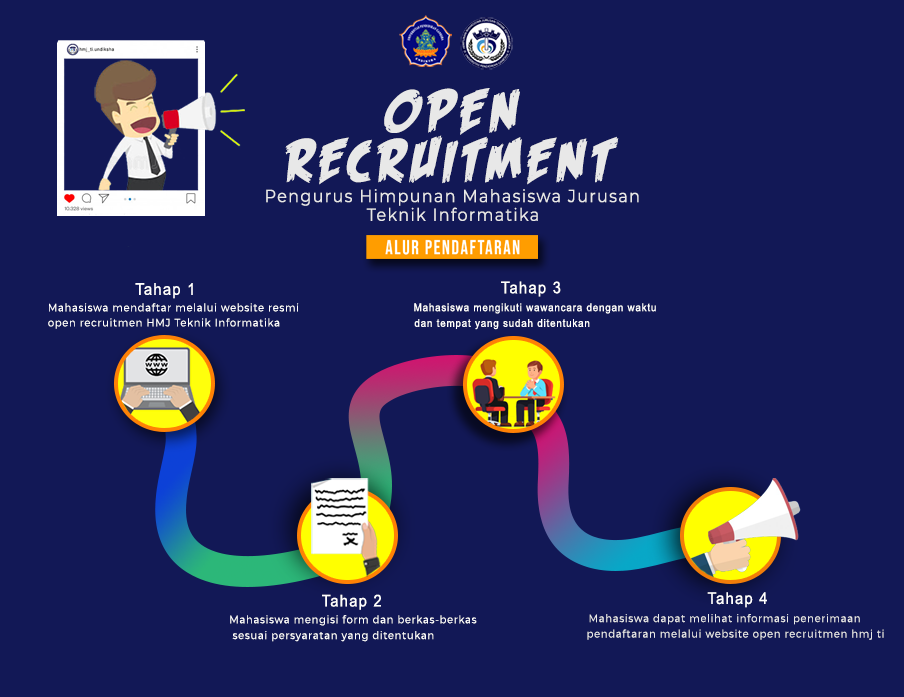 hmj_ti.undiksha
10.328 views
OPEN
RECRUITMENT
Pengurus Himpunan Mahasiswa Jurusan
Teknik Informatika
ALUR PENDAFTARAN
Tahap 1
Mahasiswa mendaftar melalui website resmi
open recruitmen HMJ Teknik Informatika
WWW
Tahap 2
Mahasiswa mengisi form dan berkas-berkas
sesuai persyaratan yang ditentukan
Tahap 3
Mahasiswa mengikuti wawancara dengan waktu
dan tempat yang sudah ditentukan
Tahap 4
Mahasiswa dapat melihat informasi penerimaan
pendaftaran melalui website open recruitmen hmj ti